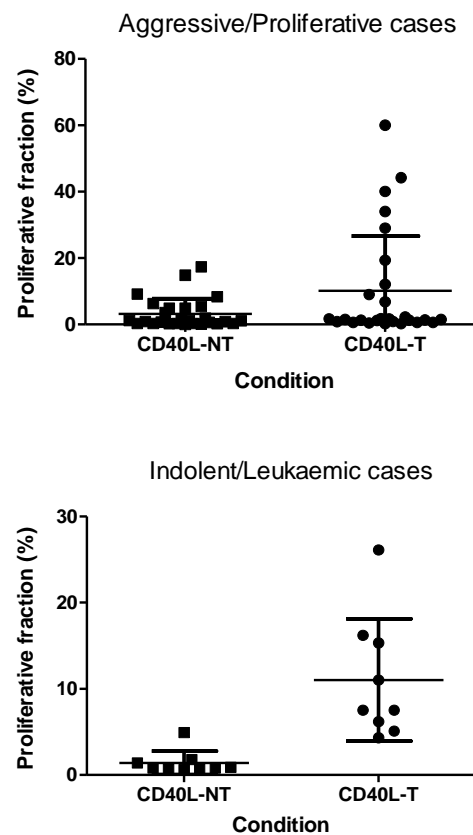 Aggressive/Proliferative cases
Proliferative fraction (%)
80
60
40
20
0
CD40L-NT CD40L-T
Condition
Indolent/Leukaemic cases
Proliferative fraction (%)
30
20
10
0
CD40L-NT CD40L-T
Condition